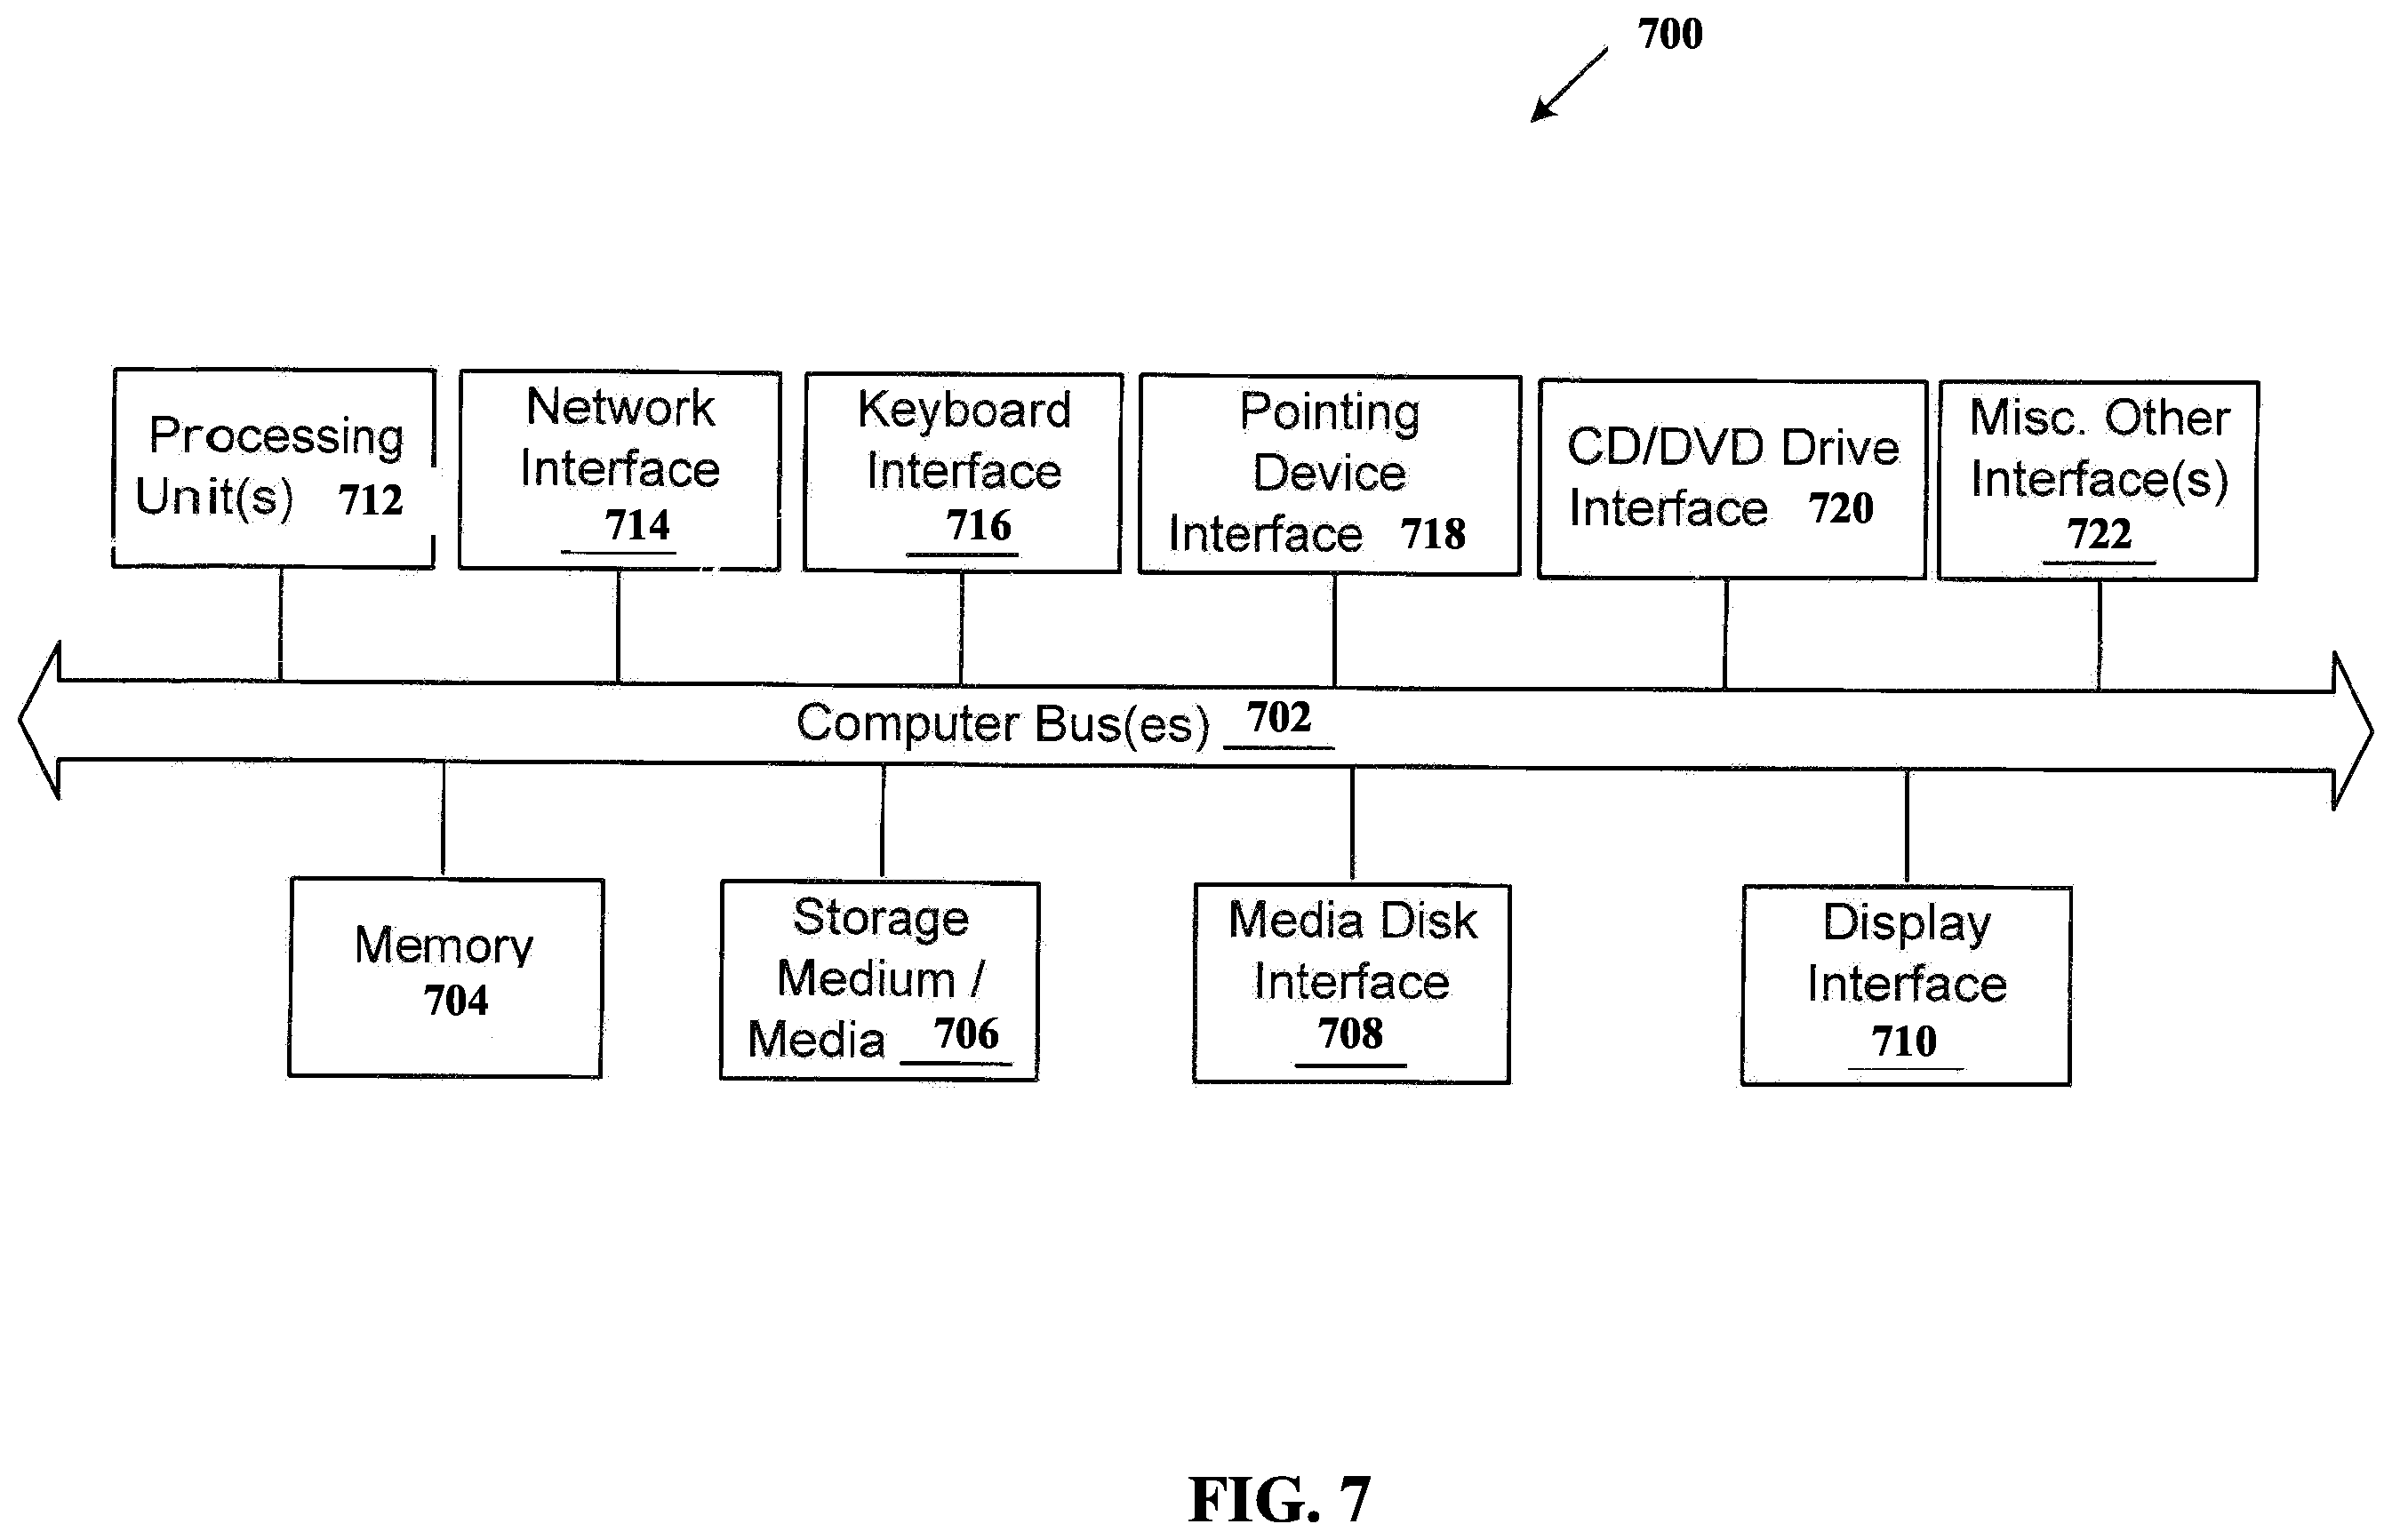 700
Processing
Unit(s) 712
Network
Interface
714
Keyboard
Interface
716
Pointing
Device
Interface 718
CD/DVD Drive
Interface 720
Misc. Other
Interface(s)
722
Computer Bus(es) 702
Memory
704
Storage
Medium /
Media 706
Media Disk
Interface
708
Display
Interface
710
FIG. 7